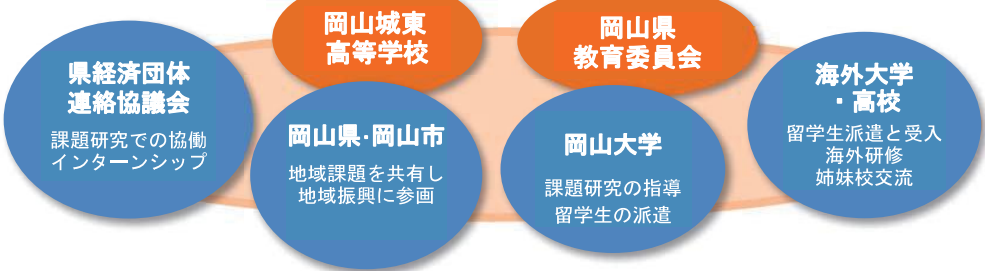 岡山城東
高等学校
岡山県
教育委員会
県経済団体
連絡協議会
課題研究での協働
インターンシップ
岡山県・岡山市
地域課題を共有し
地域振興に参画
岡山大学
課題研究の指導
留学生の派遣
海外大学
・高校
留学生派遣と受入
海外研修
姉妹校交流